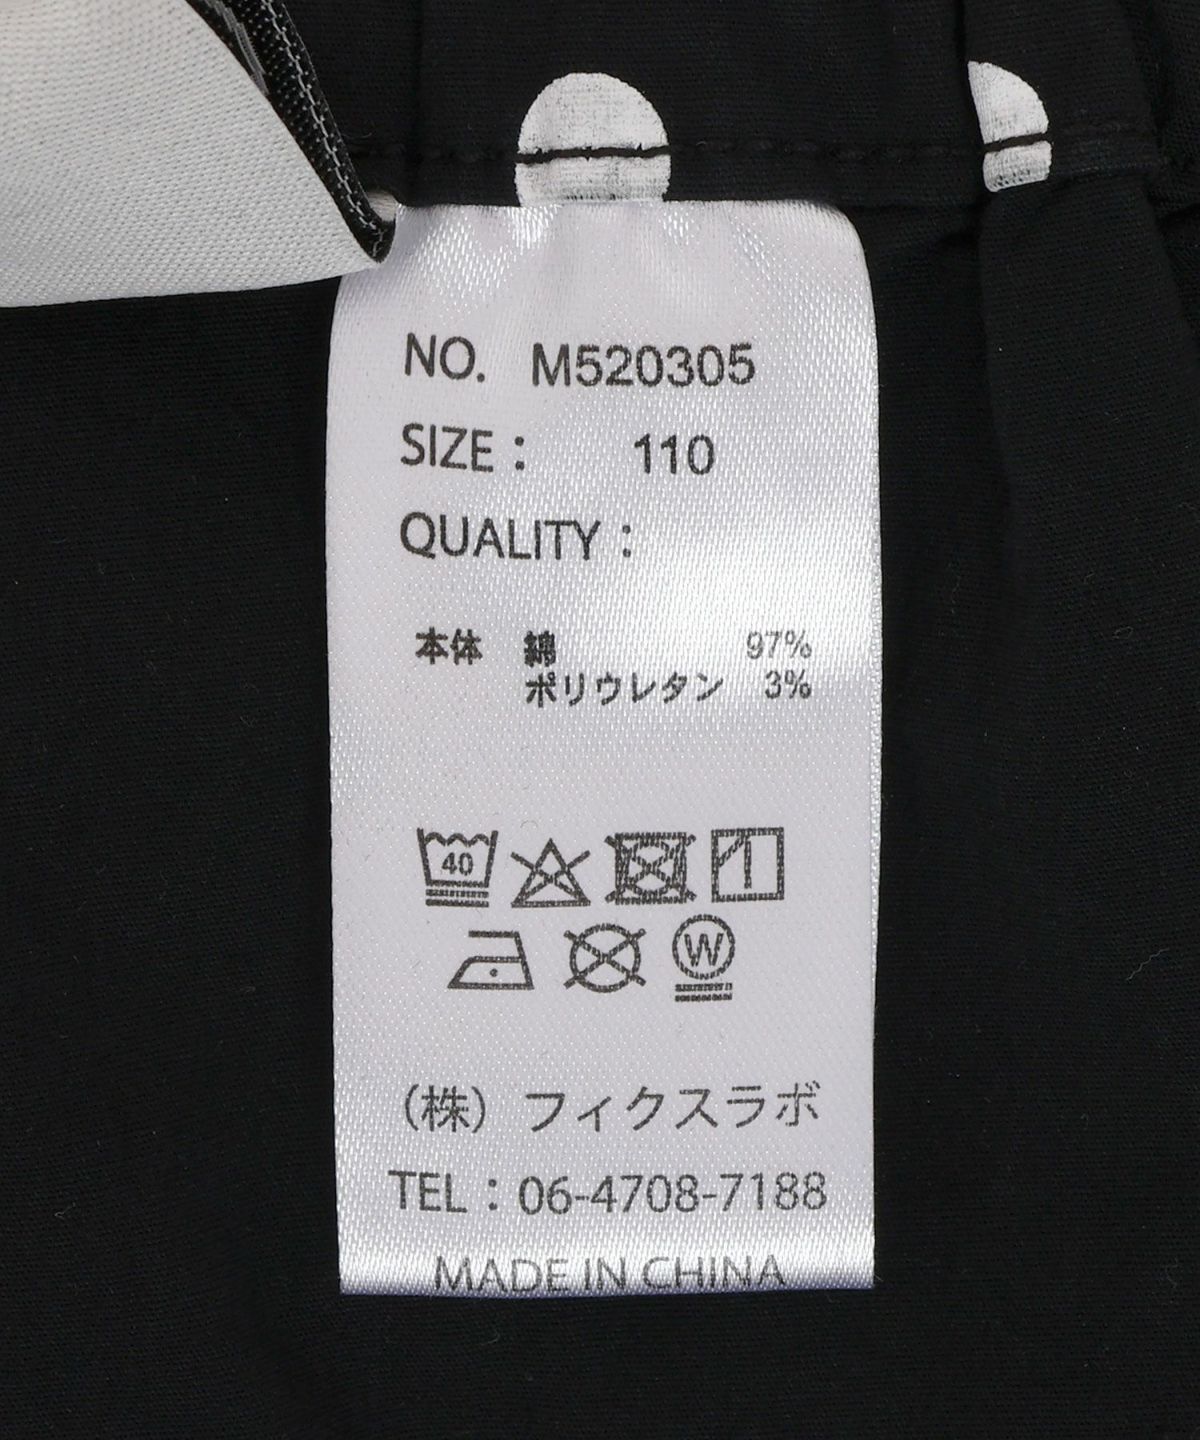 NO. M520305
SIZE： 110
QUALITY：
本体 綿 97%
ポリウレタン 3%
40
W
（株）フィクスラボ
TEL：06-4708-7188
MADE IN CHINA